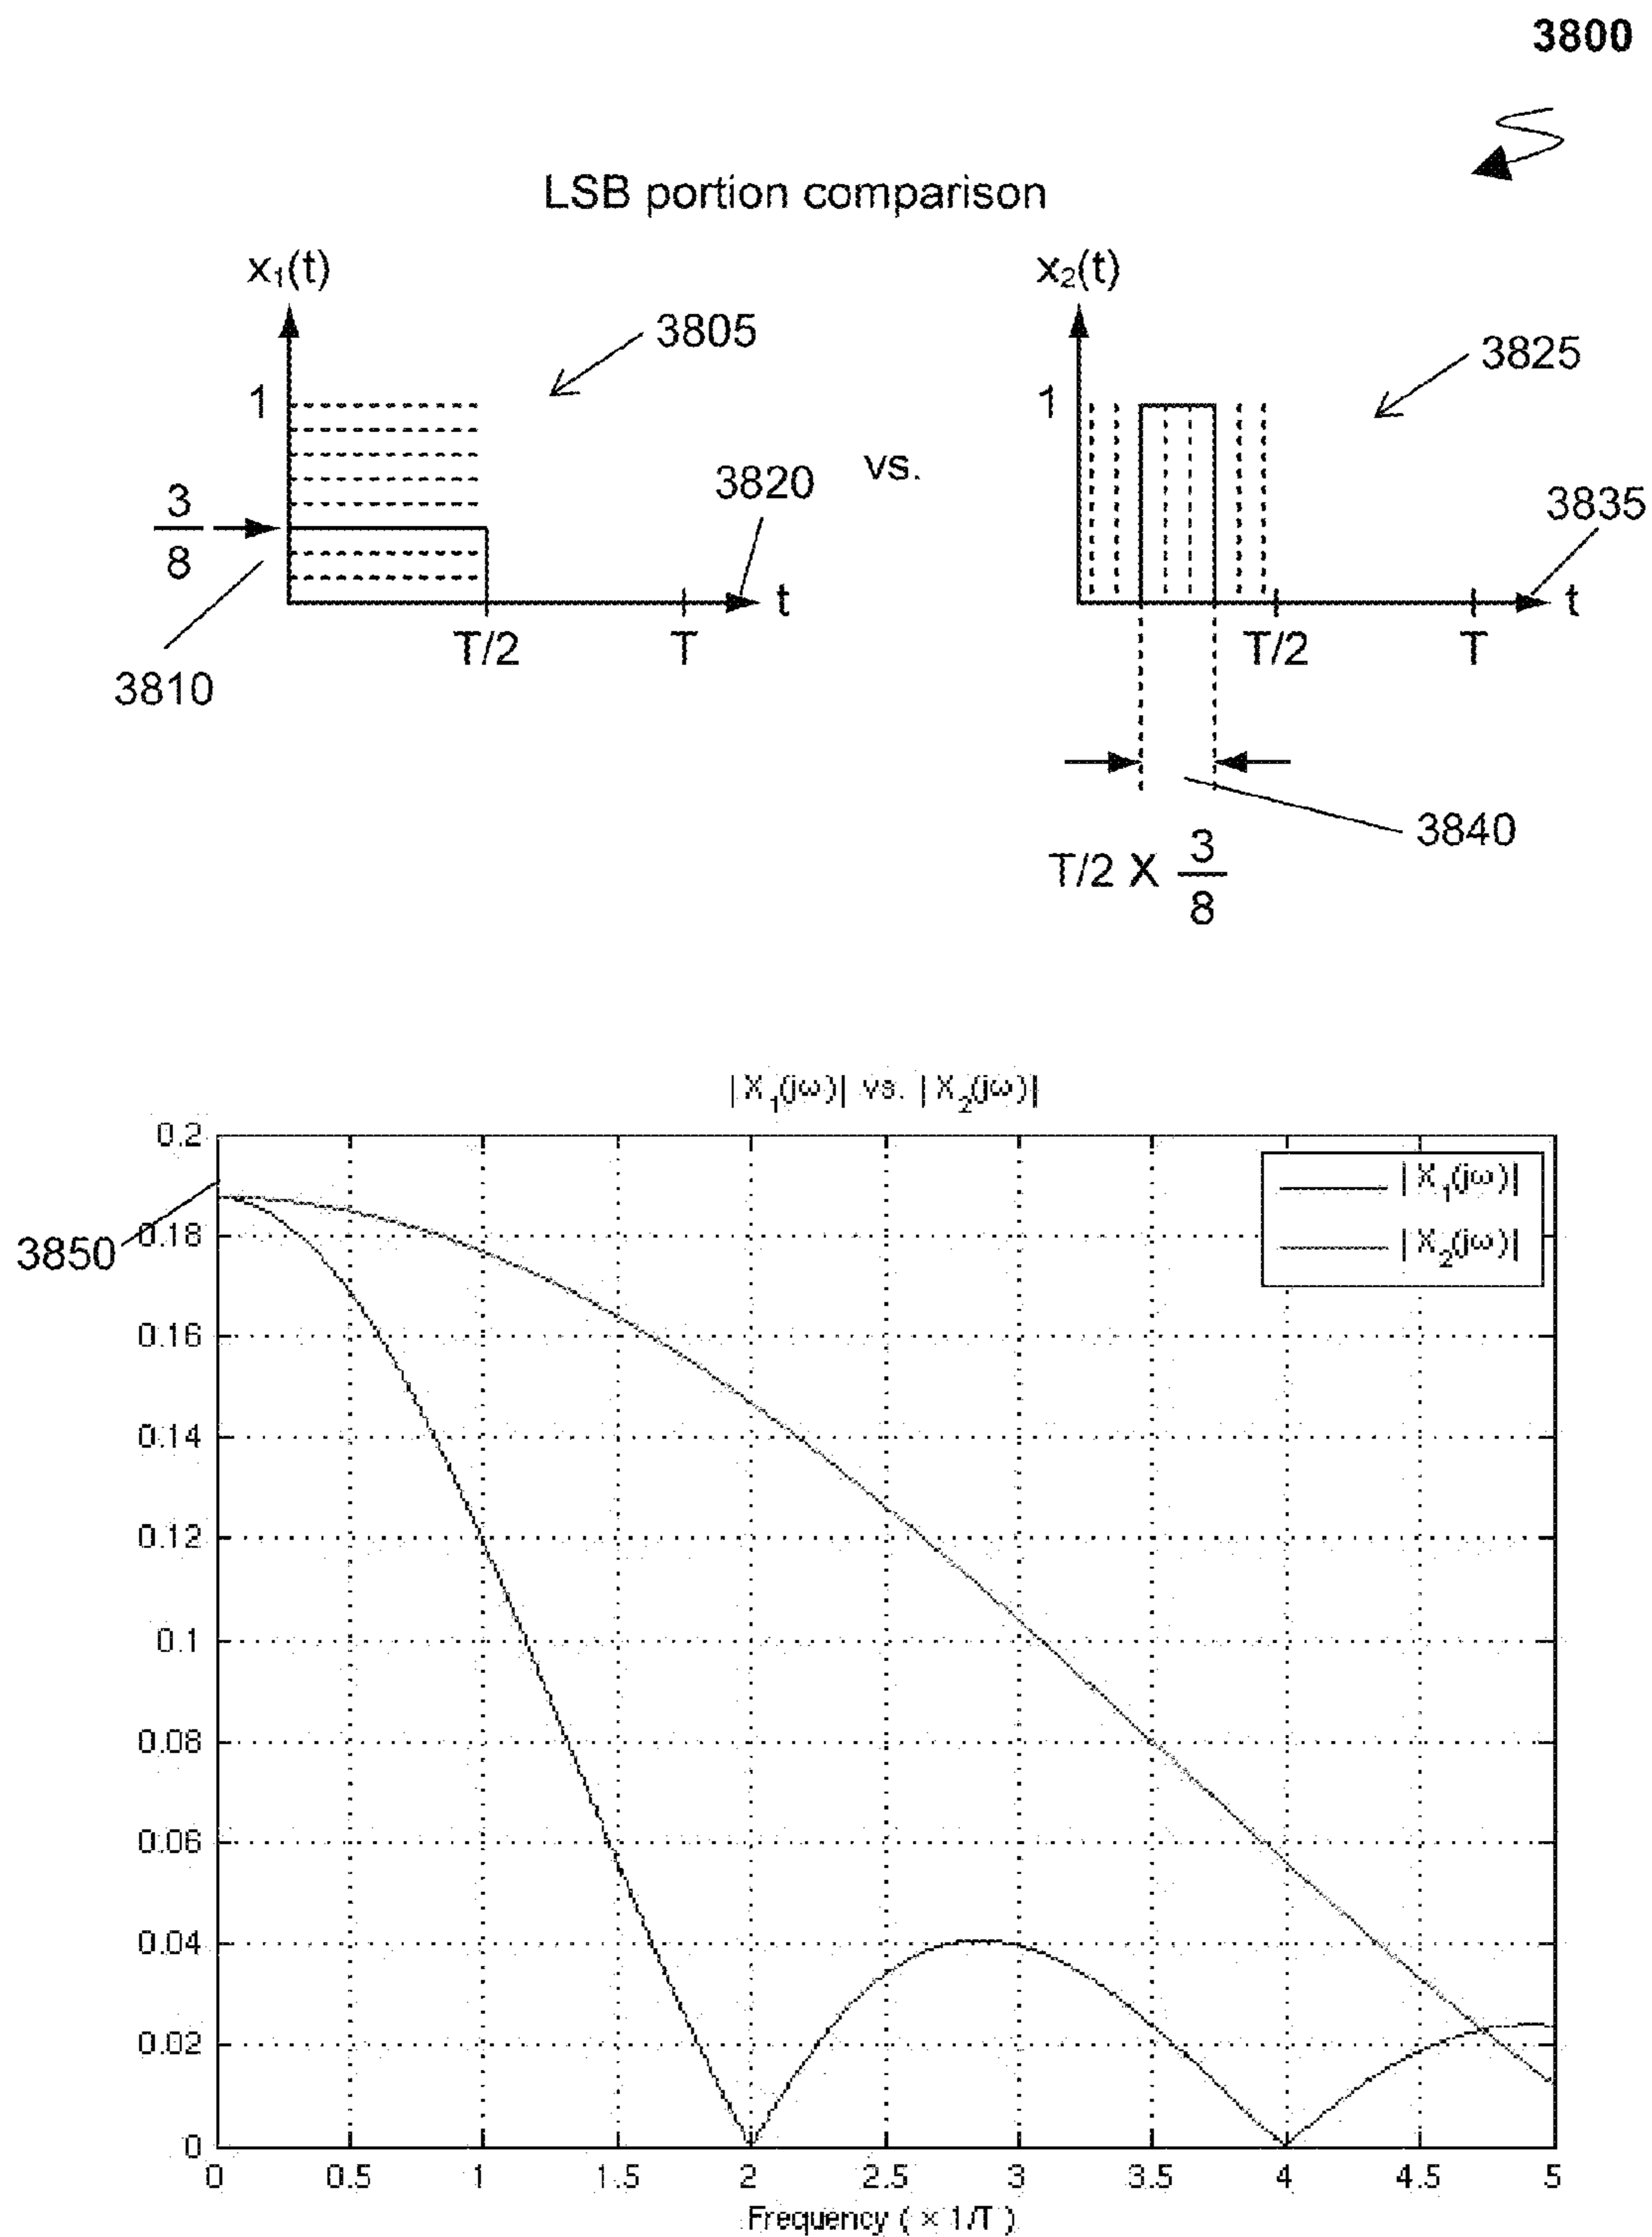 3800
LSB portion comparison
x₁(t)
3805
1
3
8
3810
3820
t
T/2
T
vs.
x₂(t)
3825
1
3835
t
T/2
T
3840
T/2 X 3
8
|X₁(jω)| vs. |X₂(jω)|
3850
|X₁(jω)|
|X₂(jω)|
0.2
0.18
0.16
0.14
0.12
0.1
0.08
0.06
0.04
0.02
0
0 0.5 1 1.5 2 2.5 3 3.5 4 4.5 5
Frequency ( × 1/T )